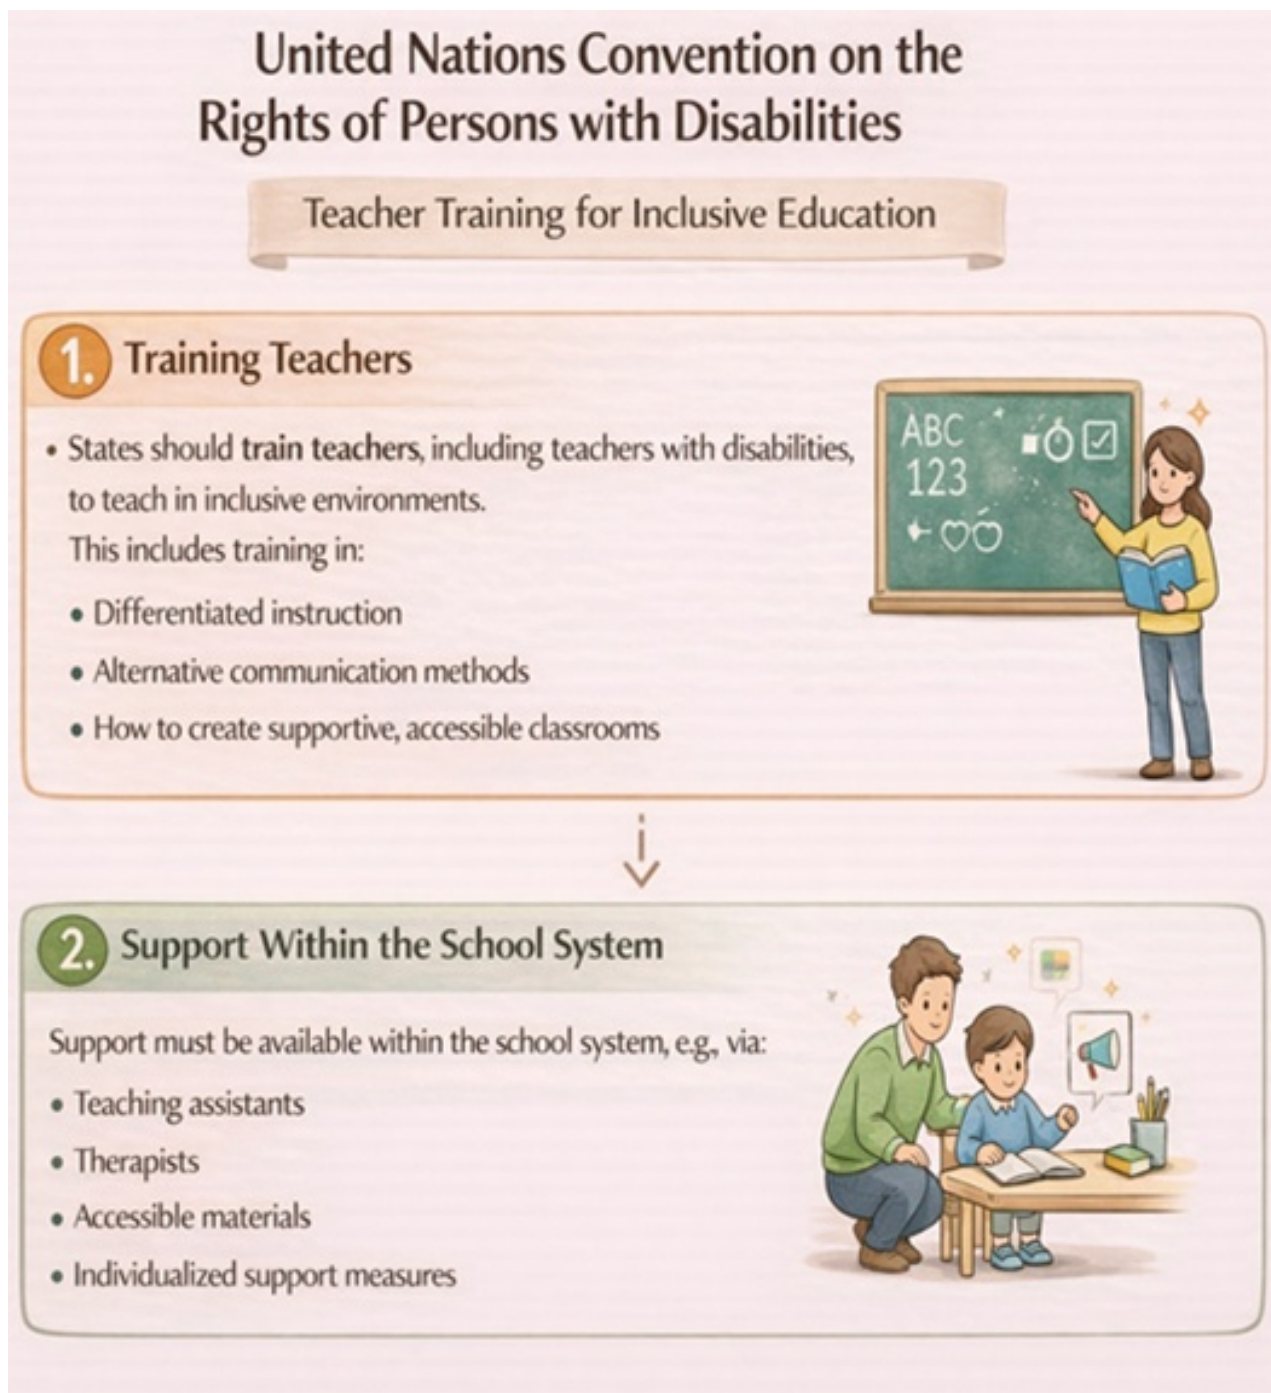 United Nations Convention on the
Rights of Persons with Disabilities
Teacher Training for Inclusive Education
1. Training Teachers
• States should train teachers, including teachers with disabilities,
to teach in inclusive environments.
This includes training in:
• Differentiated instruction
• Alternative communication methods
• How to create supportive, accessible classrooms
ABC
123
2. Support Within the School System
Support must be available within the school system, e.g., via:
• Teaching assistants
• Therapists
• Accessible materials
• Individualized support measures